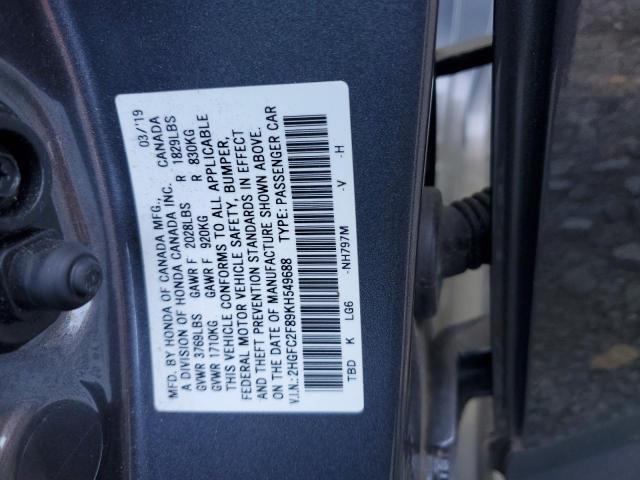 MFD. BY HONDA OF CANADA MFG.; 03/'19
A DIVISION OF HONDA CANADA INC. CANADA
GVWR 3769LBS GAWR F 2028LBS R 1829LBS
GVWR 1710KG GAWR F 920KG R 830KG
THIS VEHICLE CONFORMS TO ALL APPLICABLE
FEDERAL MOTOR VEHICLE SAFETY, BUMPER,
AND THEFT PREVENTION STANDARDS IN EFFECT
ON THE DATE OF MANUFACTURE SHOWN ABOVE.
V.I.N.: 2HGFC2F89KH549688 TYPE: PASSENGER CAR
TBD K LG6 -NH797M -V -H